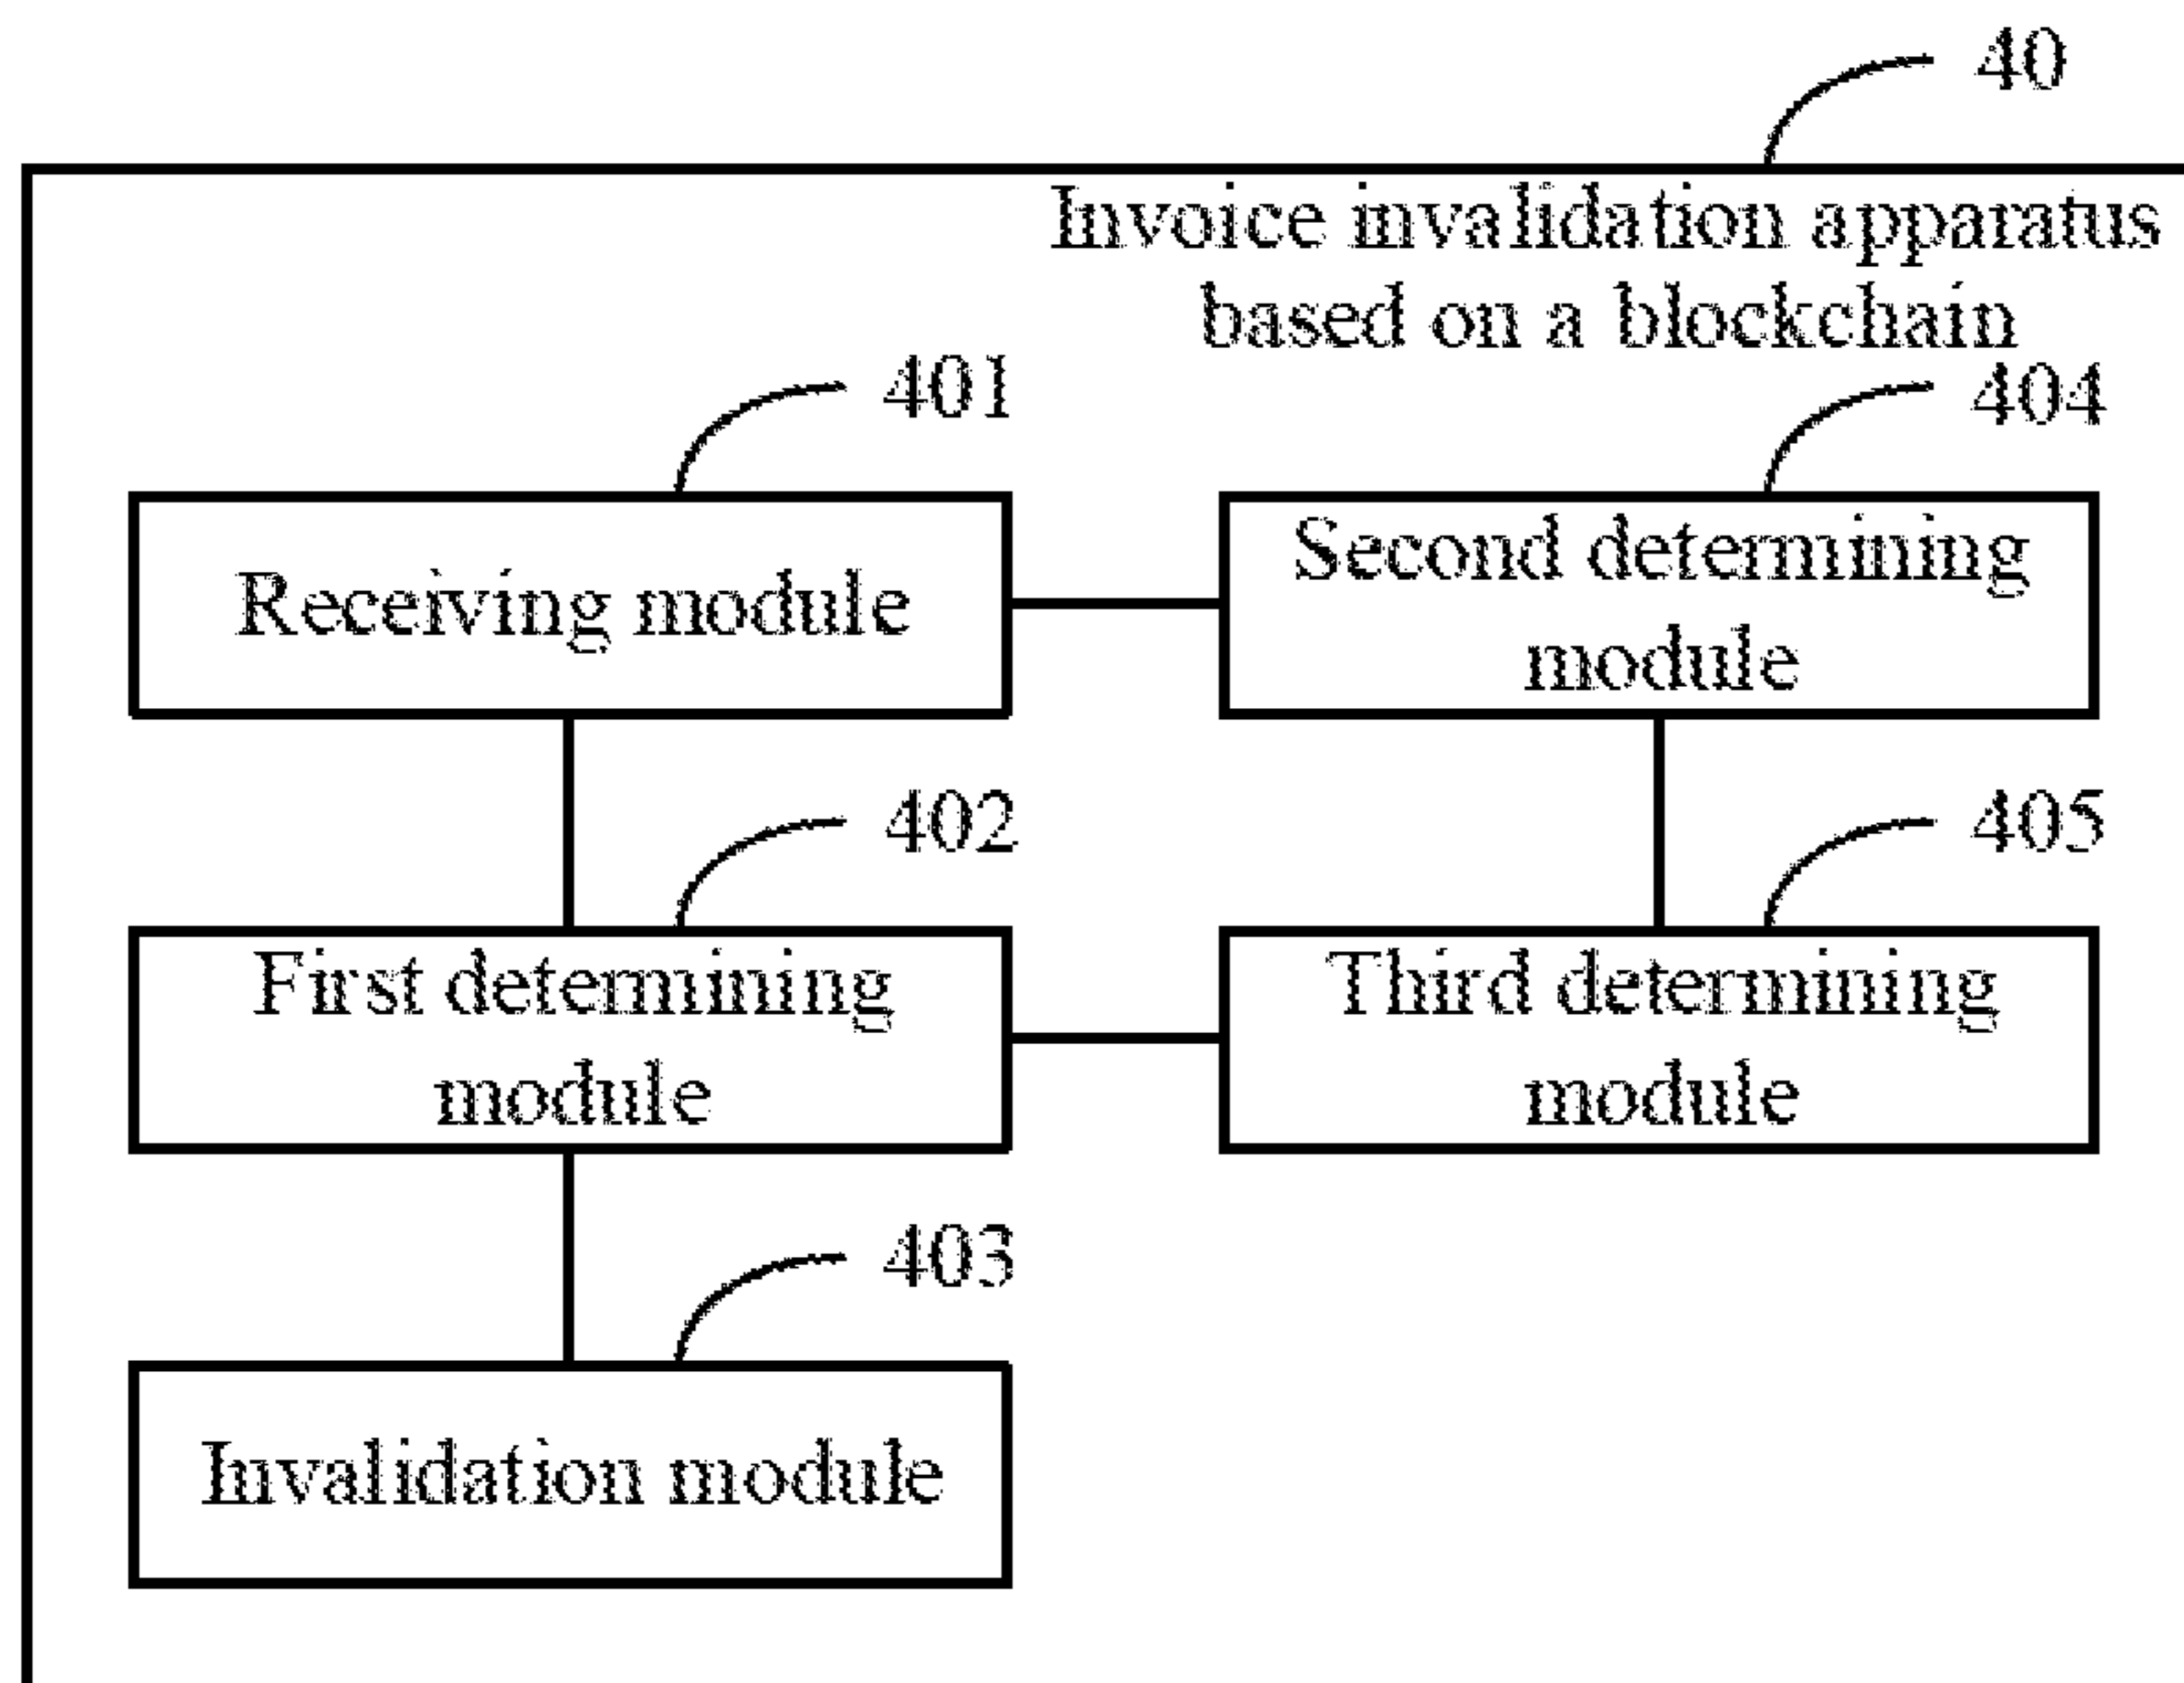 40
Invoice invalidation apparatus
based on a blockchain
401
404
Receiving module
Second determining
module
402
405
First determining
module
Third determining
module
403
Invalidation module